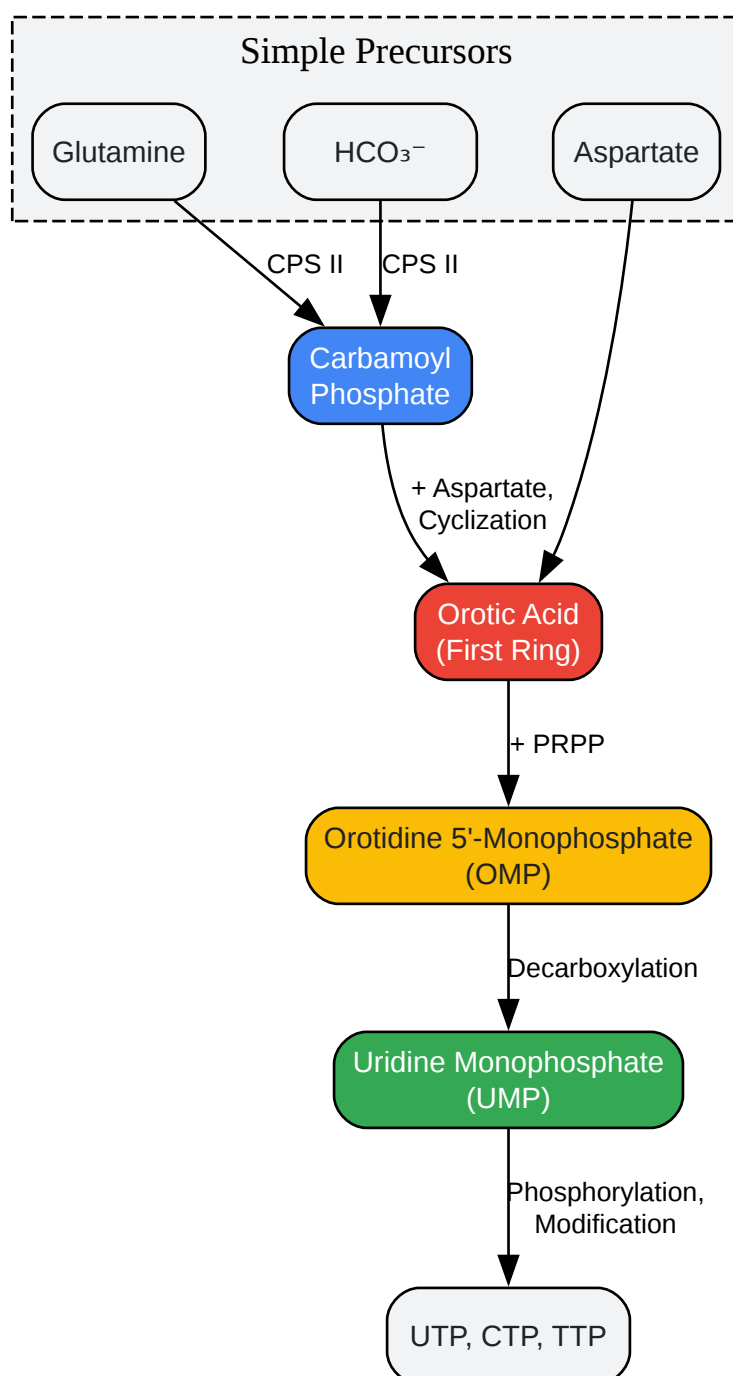 Simple Precursors
Glutamine
HCO₃⁻
Aspartate
CPS II
CPS II
Carbamoyl
Phosphate
+ Aspartate,
Cyclization
Orotic Acid
(First Ring)
+ PRPP
Orotidine 5'-Monophosphate
(OMP)
Decarboxylation
Uridine Monophosphate
(UMP)
Phosphorylation,
Modification
UTP, CTP, TTP